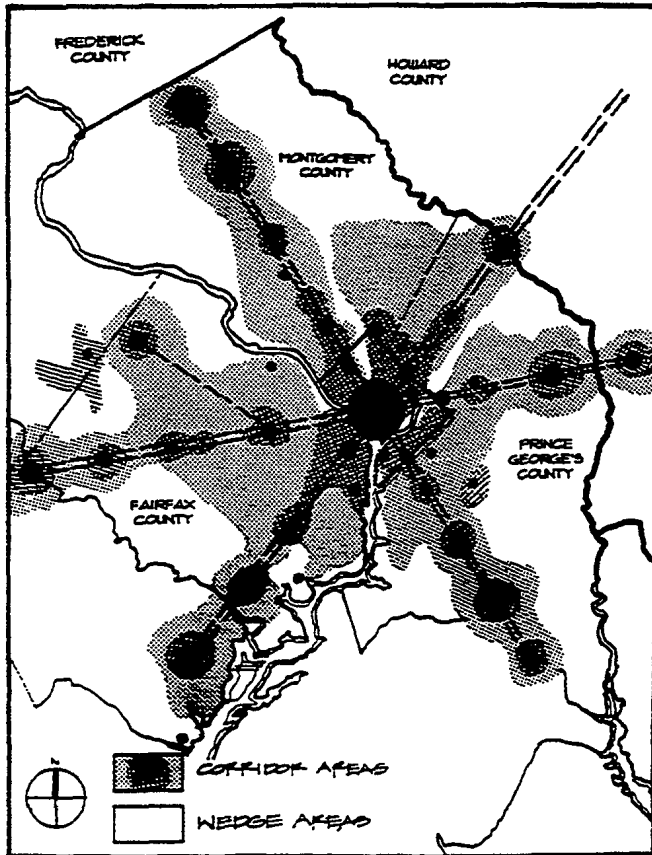 FREDERICK
COUNTY
HOWARD
COUNTY
MONTGOMERY
COUNTY
PRINCE
GEORGE'S
COUNTY
FAIRFAX
COUNTY
N
CORRIDOR AREAS
WEDGE AREAS